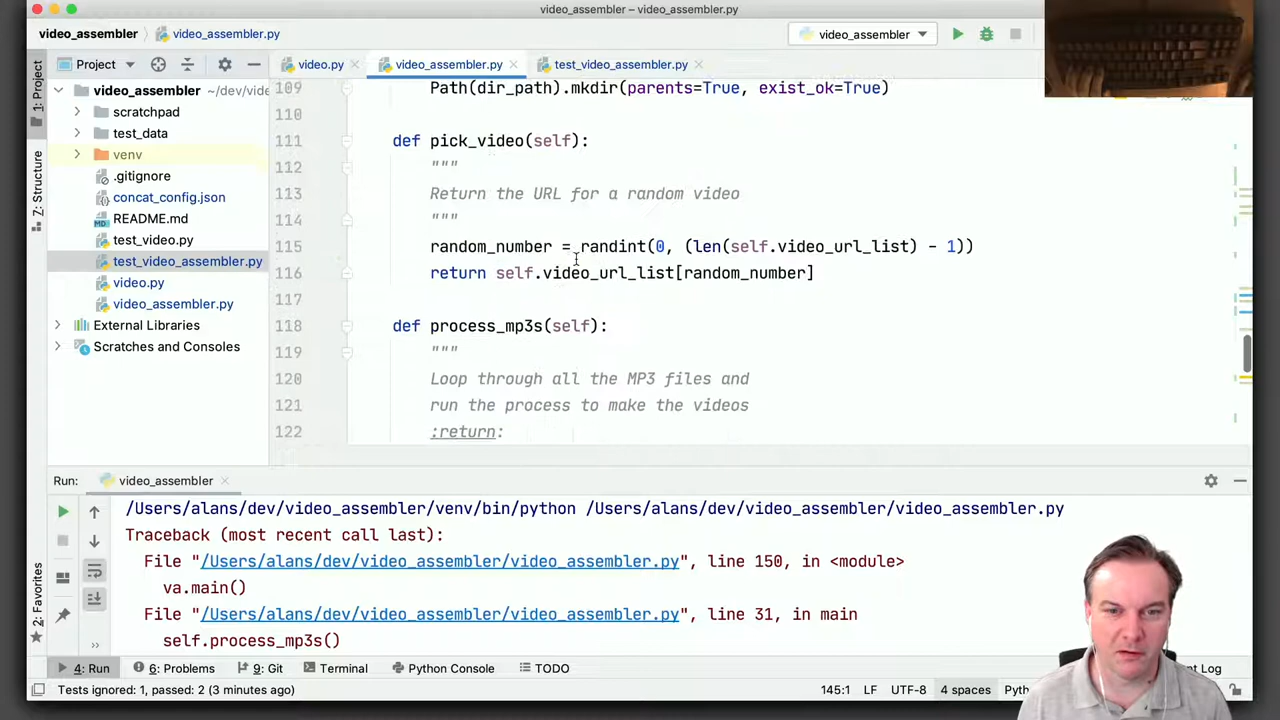 video_assembler – video_assembler.py
video_assembler
video_assembler.py
video_assembler
Project
video.py
video_assembler.py
test_video_assembler.py
1: Project
Z: Structure
2: Favorites
video_assembler ~/dev/vide
scratchpad
test_data
venv
.gitignore
concat_config.json
README.md
test_video.py
test_video_assembler.py
video.py
video_assembler.py
External Libraries
Scratches and Consoles
109 Path(dir_path).mkdir(parents=True, exist_ok=True)
110
111 def pick_video(self):
112 """
113 Return the URL for a random video
114 """
115 random_number = randint(0, (len(self.video_url_list) - 1))
116 return self.video_url_list[random_number]
117
118 def process_mp3s(self):
119 """
120 Loop through all the MP3 files and
121 run the process to make the videos
122 :return:
Run: video_assembler
/Users/alans/dev/video_assembler/venv/bin/python /Users/alans/dev/video_assembler/video_assembler.py
Traceback (most recent call last):
File "/Users/alans/dev/video_assembler/video_assembler.py", line 150, in <module>
va.main()
File "/Users/alans/dev/video_assembler/video_assembler.py", line 31, in main
self.process_mp3s()
4: Run
6: Problems
9: Git
Terminal
Python Console
TODO
nt Log
Tests ignored: 1, passed: 2 (3 minutes ago)
145:1
LF
UTF-8
4 spaces
Pyth